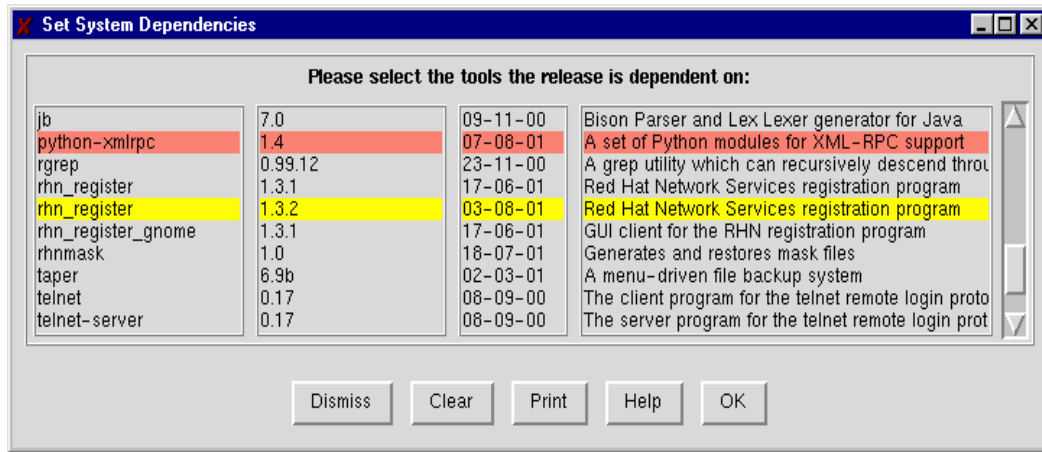 Set System Dependencies
Please select the tools the release is dependent on:
jb 7.0 09-11-00 Bison Parser and Lex Lexer generator for Java
python-xmlrpc 1.4 07-08-01 A set of Python modules for XML-RPC support
rgrep 0.99.12 23-11-00 A grep utility which can recursively descend throu
rhn_register 1.3.1 17-06-01 Red Hat Network Services registration program
rhn_register 1.3.2 03-08-01 Red Hat Network Services registration program
rhn_register_gnome 1.3.1 17-06-01 GUI client for the RHN registration program
rhnmask 1.0 18-07-01 Generates and restores mask files
taper 6.9b 02-03-01 A menu-driven file backup system
telnet 0.17 08-09-00 The client program for the telnet remote login proto
telnet-server 0.17 08-09-00 The server program for the telnet remote login prot
Dismiss Clear Print Help OK